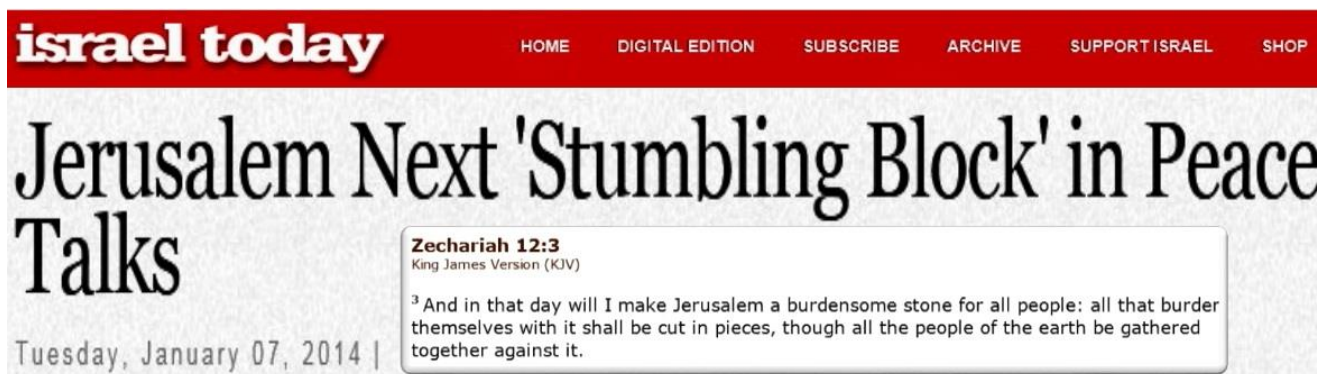 israel today
HOME DIGITAL EDITION SUBSCRIBE ARCHIVE SUPPORT ISRAEL SHOP
Jerusalem Next 'Stumbling Block' in Peace
Talks
Zechariah 12:3
King James Version (KJV)
3 And in that day will I make Jerusalem a burdensome stone for all people: all that burder
themselves with it shall be cut in pieces, though all the people of the earth be gathered
together against it.
Tuesday, January 07, 2014 |